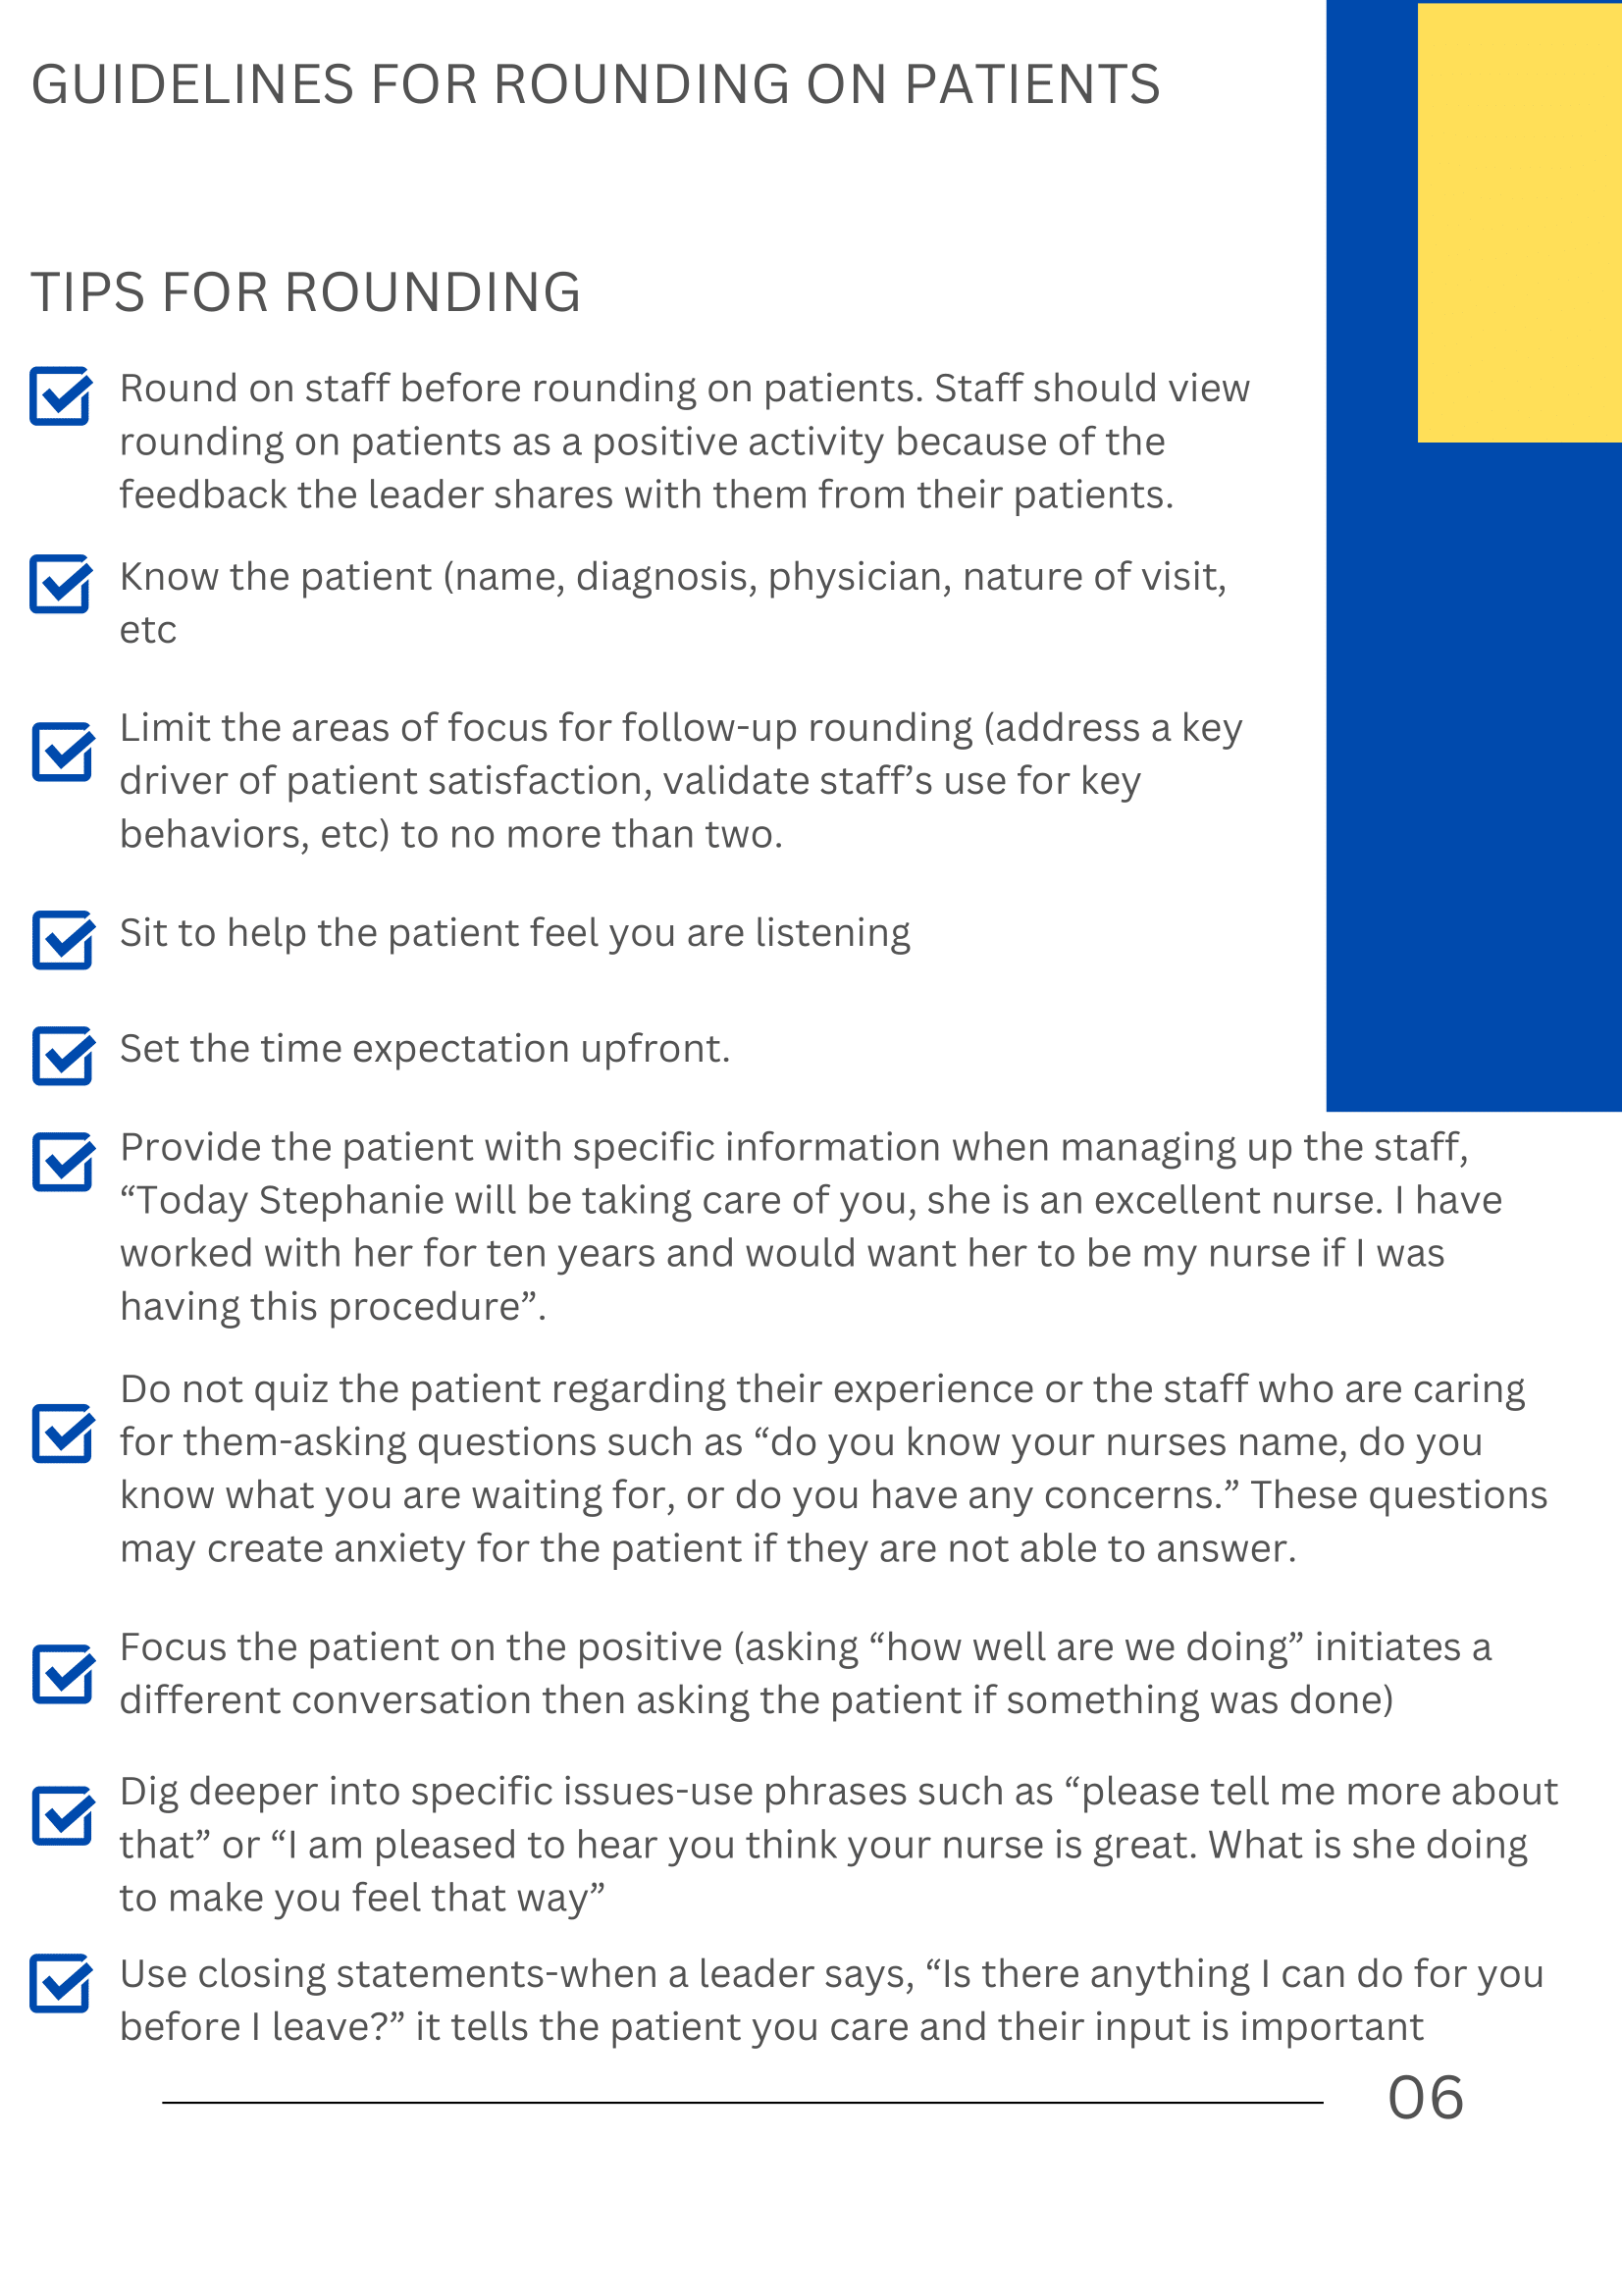 GUIDELINES FOR ROUNDING ON PATIENTS
TIPS FOR ROUNDING
Round on staff before rounding on patients. Staff should view
rounding on patients as a positive activity because of the
feedback the leader shares with them from their patients.
Know the patient (name, diagnosis, physician, nature of visit,
etc
Limit the areas of focus for follow-up rounding (address a key
driver of patient satisfaction, validate staff’s use for key
behaviors, etc) to no more than two.
Sit to help the patient feel you are listening
Set the time expectation upfront.
Provide the patient with specific information when managing up the staff,
“Today Stephanie will be taking care of you, she is an excellent nurse. I have
worked with her for ten years and would want her to be my nurse if I was
having this procedure”.
Do not quiz the patient regarding their experience or the staff who are caring
for them-asking questions such as “do you know your nurses name, do you
know what you are waiting for, or do you have any concerns.” These questions
may create anxiety for the patient if they are not able to answer.
Focus the patient on the positive (asking “how well are we doing” initiates a
different conversation then asking the patient if something was done)
Dig deeper into specific issues-use phrases such as “please tell me more about
that” or “I am pleased to hear you think your nurse is great. What is she doing
to make you feel that way”
Use closing statements-when a leader says, “Is there anything I can do for you
before I leave?” it tells the patient you care and their input is important
06